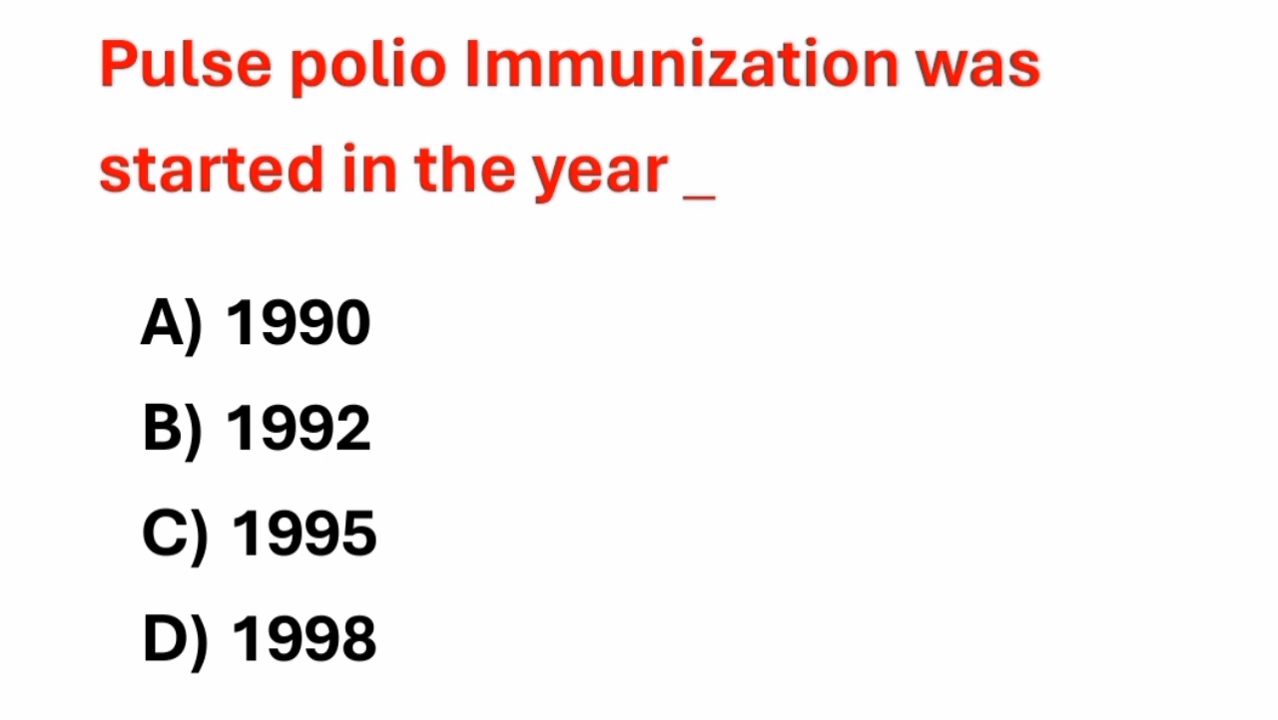 Pulse polio Immunization was
started in the year _
A) 1990
B) 1992
C) 1995
D) 1998